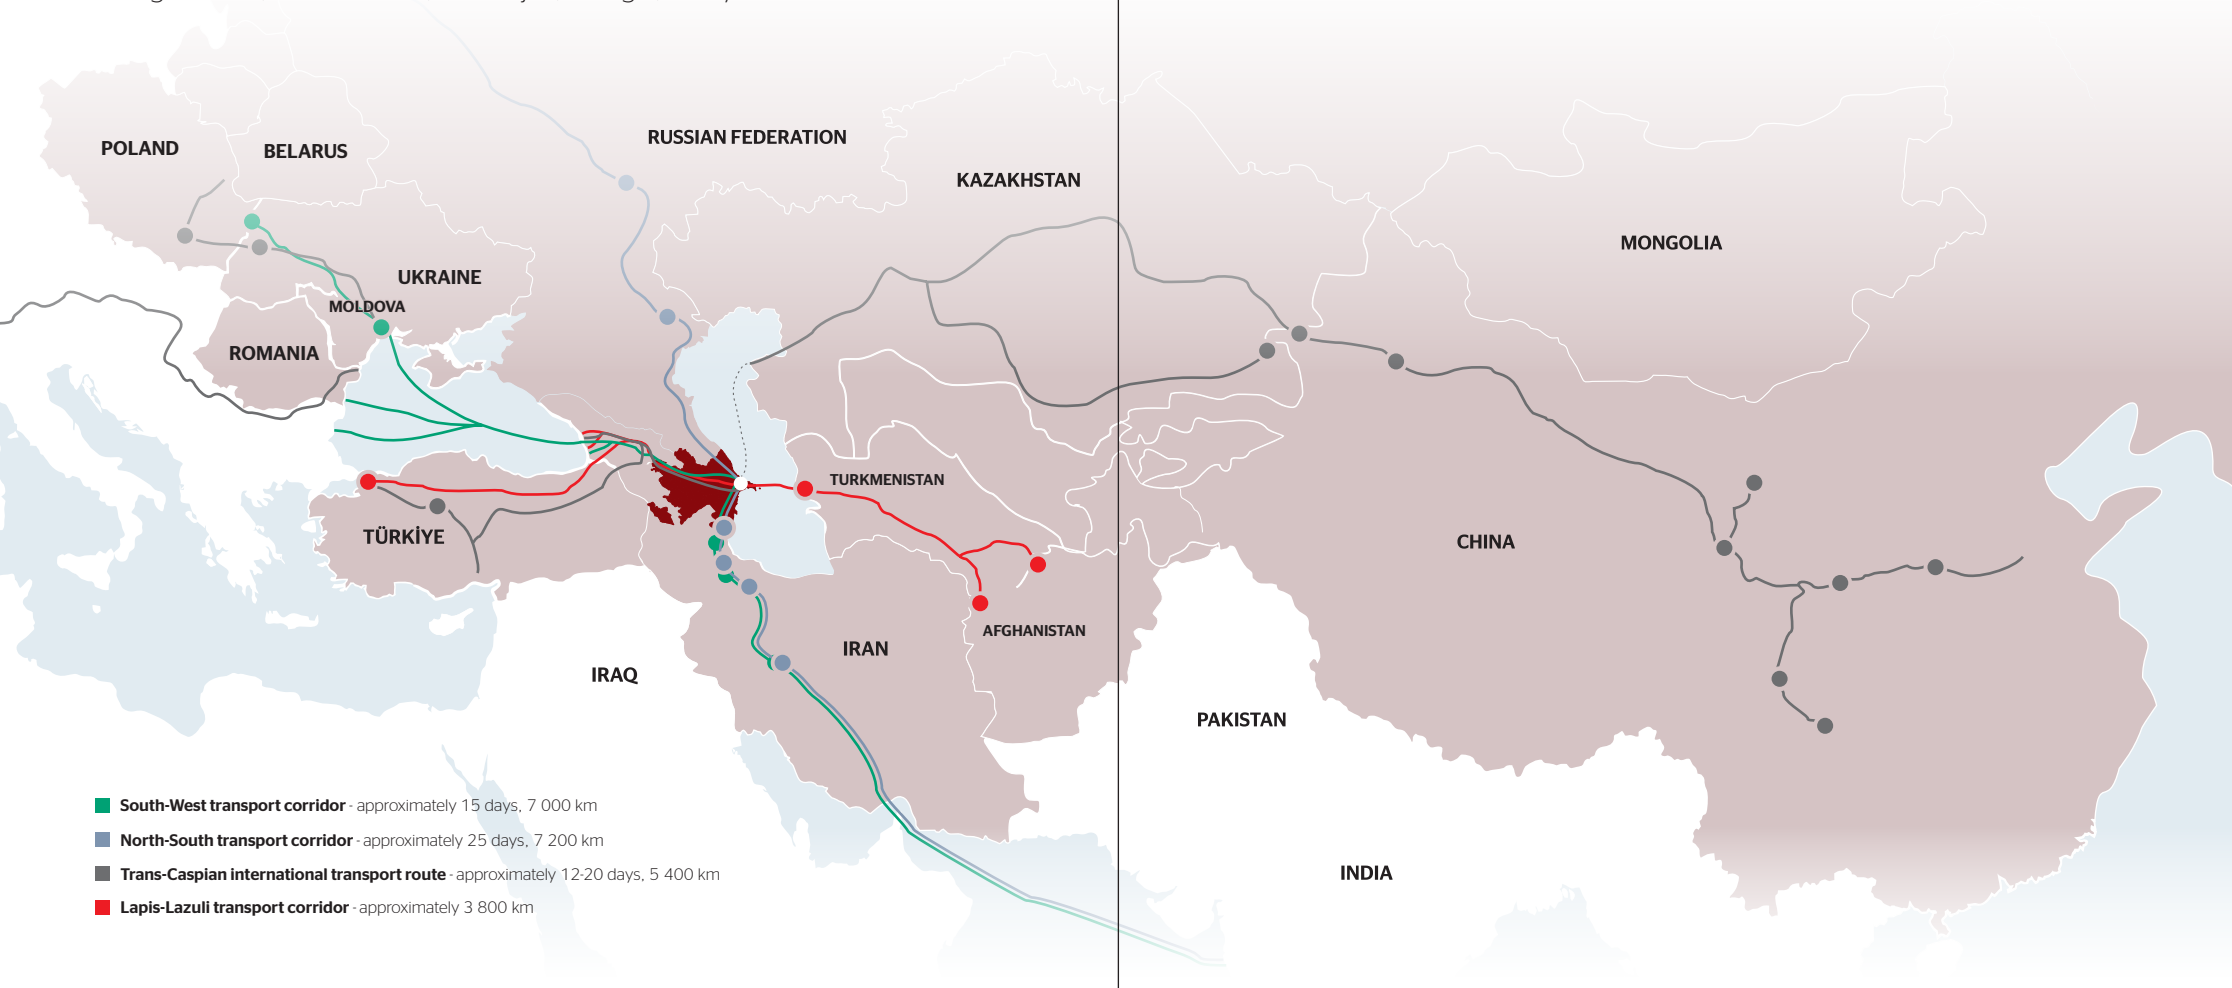 RUSSIAN FEDERATION
POLAND
BELARUS
KAZAKHSTAN
MONGOLIA
UKRAINE
MOLDOVA
ROMANIA
TURKMENISTAN
TÜRKİYE
CHINA
AFGHANISTAN
IRAN
IRAQ
PAKISTAN
INDIA
South-West transport corridor - approximately 15 days, 7 000 km
North-South transport corridor - approximately 25 days, 7 200 km
Trans-Caspian international transport route - approximately 12-20 days, 5 400 km
Lapis-Lazuli transport corridor - approximately 3 800 km